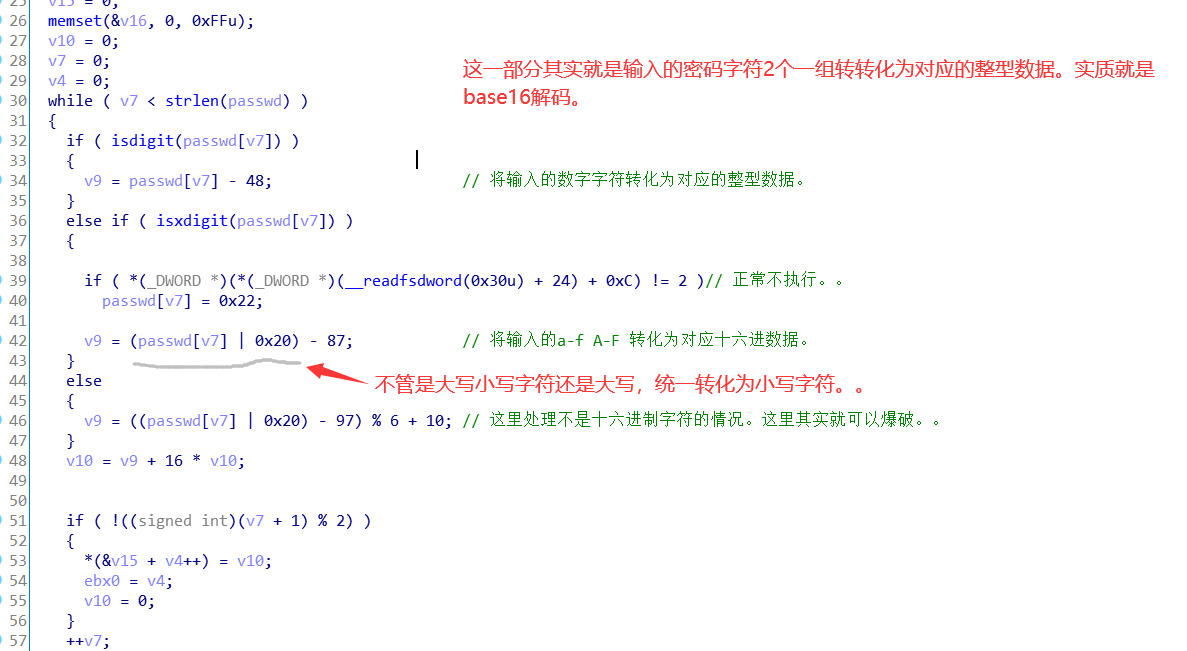 25 v15 = 0;
26 memset(&v16, 0, 0xFFu);
27 v10 = 0;
28 v7 = 0;
29 v4 = 0;
这一部分其实就是输入的密码字符2个一组转转化为对应的整型数据。实质就是
base16解码。
30 while ( v7 < strlen(passwd) )
31 {
32 if ( isdigit(passwd[v7]) )
33 {
34 v9 = passwd[v7] - 48; // 将输入的数字字符转化为对应的整型数据。
35 }
36 else if ( isxdigit(passwd[v7]) )
37 {
38
39 if ( *(_DWORD *)(*(_DWORD *)(__readfsdword(0x30u) + 24) + 0xC) != 2 )// 正常不执行。。
40 passwd[v7] = 0x22;
41
42 v9 = (passwd[v7] | 0x20) - 87; // 将输入的a-f A-F 转化为对应十六进数据。
43 }
不管是大写小写字符还是大写，统一转化为小写字符。。
44 else
45 {
46 v9 = ((passwd[v7] | 0x20) - 97) % 6 + 10; // 这里处理不是十六进制字符的情况。这里其实就可以爆破。。
47 }
48 v10 = v9 + 16 * v10;
49
50
51 if ( !((signed int)(v7 + 1) % 2) )
52 {
53 *(&v15 + v4++) = v10;
54 ebx0 = v4;
55 v10 = 0;
56 }
57 ++v7;